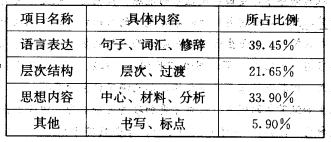 项目名称 具体内容 所占比例
语言表达 句子、词汇、修辞 39.45%
层次结构 层次、过渡 21.65%
思想内容 中心、材料、分析 33.90%
其他 书写、标点 5.90%